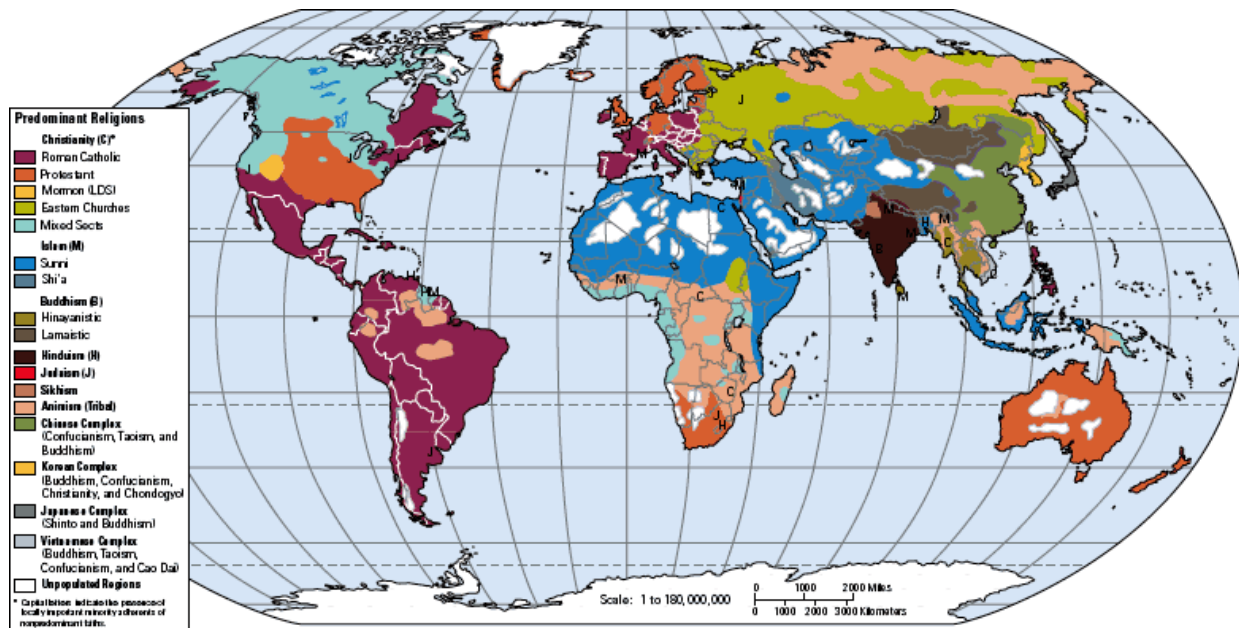 Predominant Religions
Christianity (C)*
Roman Catholic
Protestant
Mormon (LDS)
Eastern Churches
Mixed Sects
Islam (M)
Sunni
Shi'a
Buddhism (B)
Hinayanistic
Lamaistic
Hinduism (H)
Judaism (J)
Sikhism
Animism (Tribal)
Chinese Complex
(Confucianism, Taoism, and
Buddhism)
Korean Complex
(Buddhism, Confucianism,
Christianity, and Chondogyo)
Japanese Complex
(Shinto and Buddhism)
Vietnamese Complex
(Buddhism, Taoism,
Confucianism, and Cao Dai)
Unpopulated Regions
* Capital letters indicate the presence of
locally important minority adherents of
nonpredominant faiths.
J
C
M
M
C
J
H
C
M
H
M
M
B
C
M
C
H
M
J
J
Scale: 1 to 180,000,000
0 1000 2000 Miles
0 1000 2000 3000 Kilometers